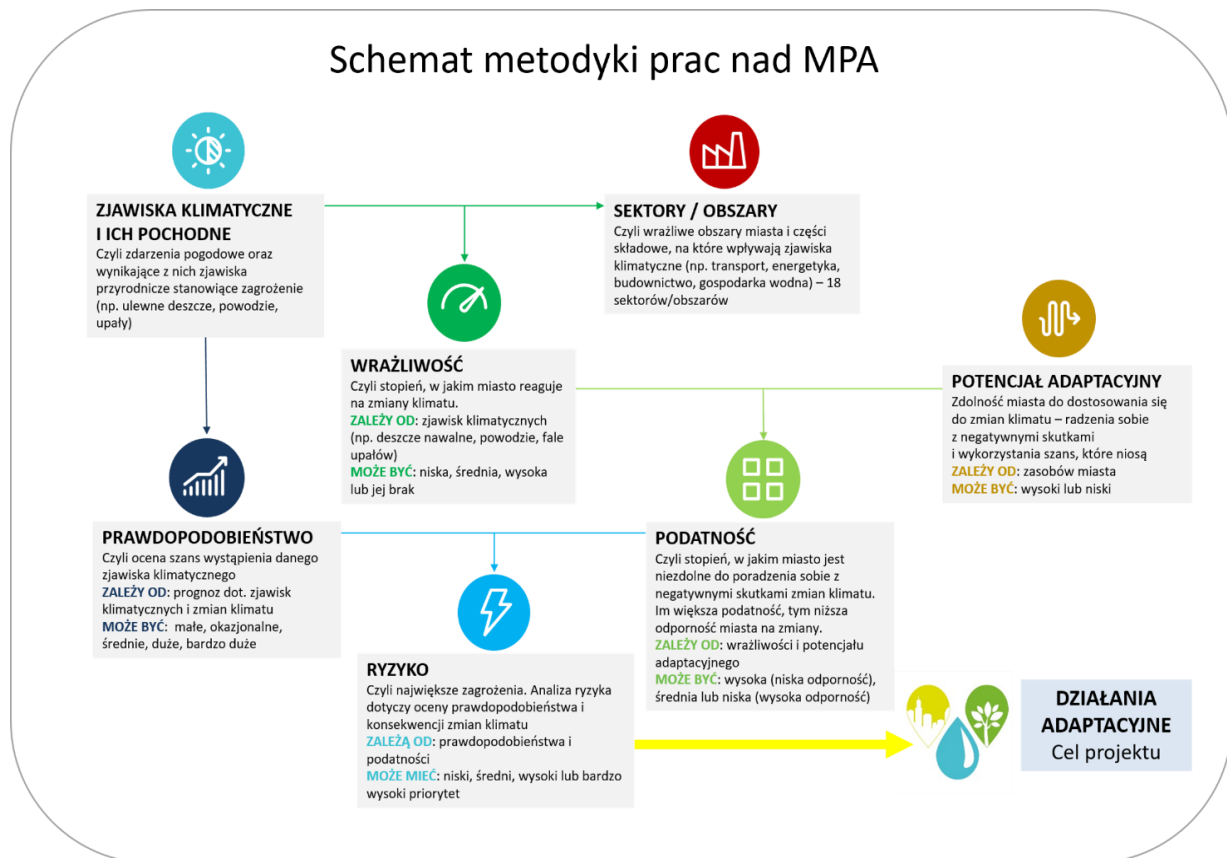 Schemat metodyki prac nad MPA
ZJAWISKA KLIMATYCZNE
I ICH POCHODNE
Czyli zdarzenia pogodowe oraz
wynikające z nich zjawiska
przyrodnicze stanowiące zagrożenie
(np. ulewne deszcze, powodzie,
upały)
SEKTORY / OBSZARY
Czyli wrażliwe obszary miasta i części
składowe, na które wpływają zjawiska
klimatyczne (np. transport, energetyka,
budownictwo, gospodarka wodna) – 18
sektorów/obszarów
WRAŻLIWOŚĆ
Czyli stopień, w jakim miasto reaguje
na zmiany klimatu.
ZALEŻY OD: zjawisk klimatycznych
(np. deszcze nawalne, powodzie, fale
upałów)
MOŻE BYĆ: niska, średnia, wysoka
lub jej brak
POTENCJAŁ ADAPTACYJNY
Zdolność miasta do dostosowania się
do zmian klimatu – radzenia sobie
z negatywnymi skutkami
i wykorzystania szans, które niosą
ZALEŻY OD: zasobów miasta
MOŻE BYĆ: wysoki lub niski
PRAWDOPODOBIEŃSTWO
Czyli ocena szans wystąpienia danego
zjawiska klimatycznego
ZALEŻY OD: prognoz dot. zjawisk
klimatycznych i zmian klimatu
MOŻE BYĆ: małe, okazjonalne,
średnie, duże, bardzo duże
PODATNOŚĆ
Czyli stopień, w jakim miasto jest
niezdolne do poradzenia sobie z
negatywnymi skutkami zmian klimatu.
Im większa podatność, tym niższa
odporność miasta na zmiany.
ZALEŻY OD: wrażliwości i potencjału
adaptacyjnego
MOŻE BYĆ: wysoka (niska odporność),
średnia lub niska (wysoka odporność)
RYZYKO
Czyli największe zagrożenia. Analiza ryzyka
dotyczy oceny prawdopodobieństwa i
konsekwencji zmian klimatu
ZALEŻĄ OD: prawdopodobieństwa i
podatności
MOŻE MIEĆ: niski, średni, wysoki lub bardzo
wysoki priorytet
DZIAŁANIA
ADAPTACYJNE
Cel projektu